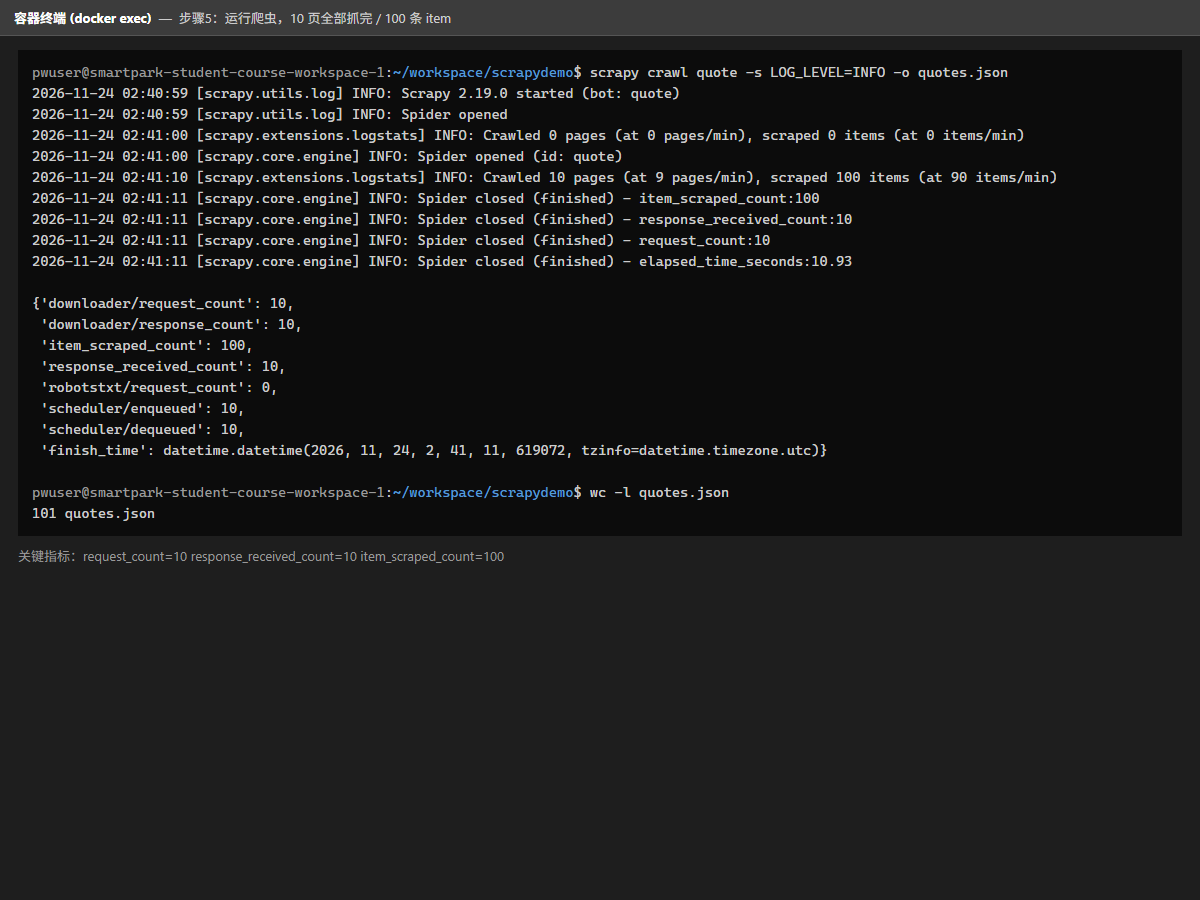 容器终端 (docker exec) — 步骤5：运行爬虫，10 页全部抓完 / 100 条 item
pwuser@smartpark-student-course-workspace-1:~/workspace/scrapydemo$ scrapy crawl quote -s LOG_LEVEL=INFO -o quotes.json
2026-11-24 02:40:59 [scrapy.utils.log] INFO: Scrapy 2.19.0 started (bot: quote)
2026-11-24 02:40:59 [scrapy.utils.log] INFO: Spider opened
2026-11-24 02:41:00 [scrapy.extensions.logstats] INFO: Crawled 0 pages (at 0 pages/min), scraped 0 items (at 0 items/min)
2026-11-24 02:41:00 [scrapy.core.engine] INFO: Spider opened (id: quote)
2026-11-24 02:41:10 [scrapy.extensions.logstats] INFO: Crawled 10 pages (at 9 pages/min), scraped 100 items (at 90 items/min)
2026-11-24 02:41:11 [scrapy.core.engine] INFO: Spider closed (finished) - item_scraped_count:100
2026-11-24 02:41:11 [scrapy.core.engine] INFO: Spider closed (finished) - response_received_count:10
2026-11-24 02:41:11 [scrapy.core.engine] INFO: Spider closed (finished) - request_count:10
2026-11-24 02:41:11 [scrapy.core.engine] INFO: Spider closed (finished) - elapsed_time_seconds:10.93
{'downloader/request_count': 10,
'downloader/response_count': 10,
'item_scraped_count': 100,
'response_received_count': 10,
'robotstxt/request_count': 0,
'scheduler/enqueued': 10,
'scheduler/dequeued': 10,
'finish_time': datetime.datetime(2026, 11, 24, 2, 41, 11, 619072, tzinfo=datetime.timezone.utc)}
pwuser@smartpark-student-course-workspace-1:~/workspace/scrapydemo$ wc -l quotes.json
101 quotes.json
关键指标：request_count=10 response_received_count=10 item_scraped_count=100